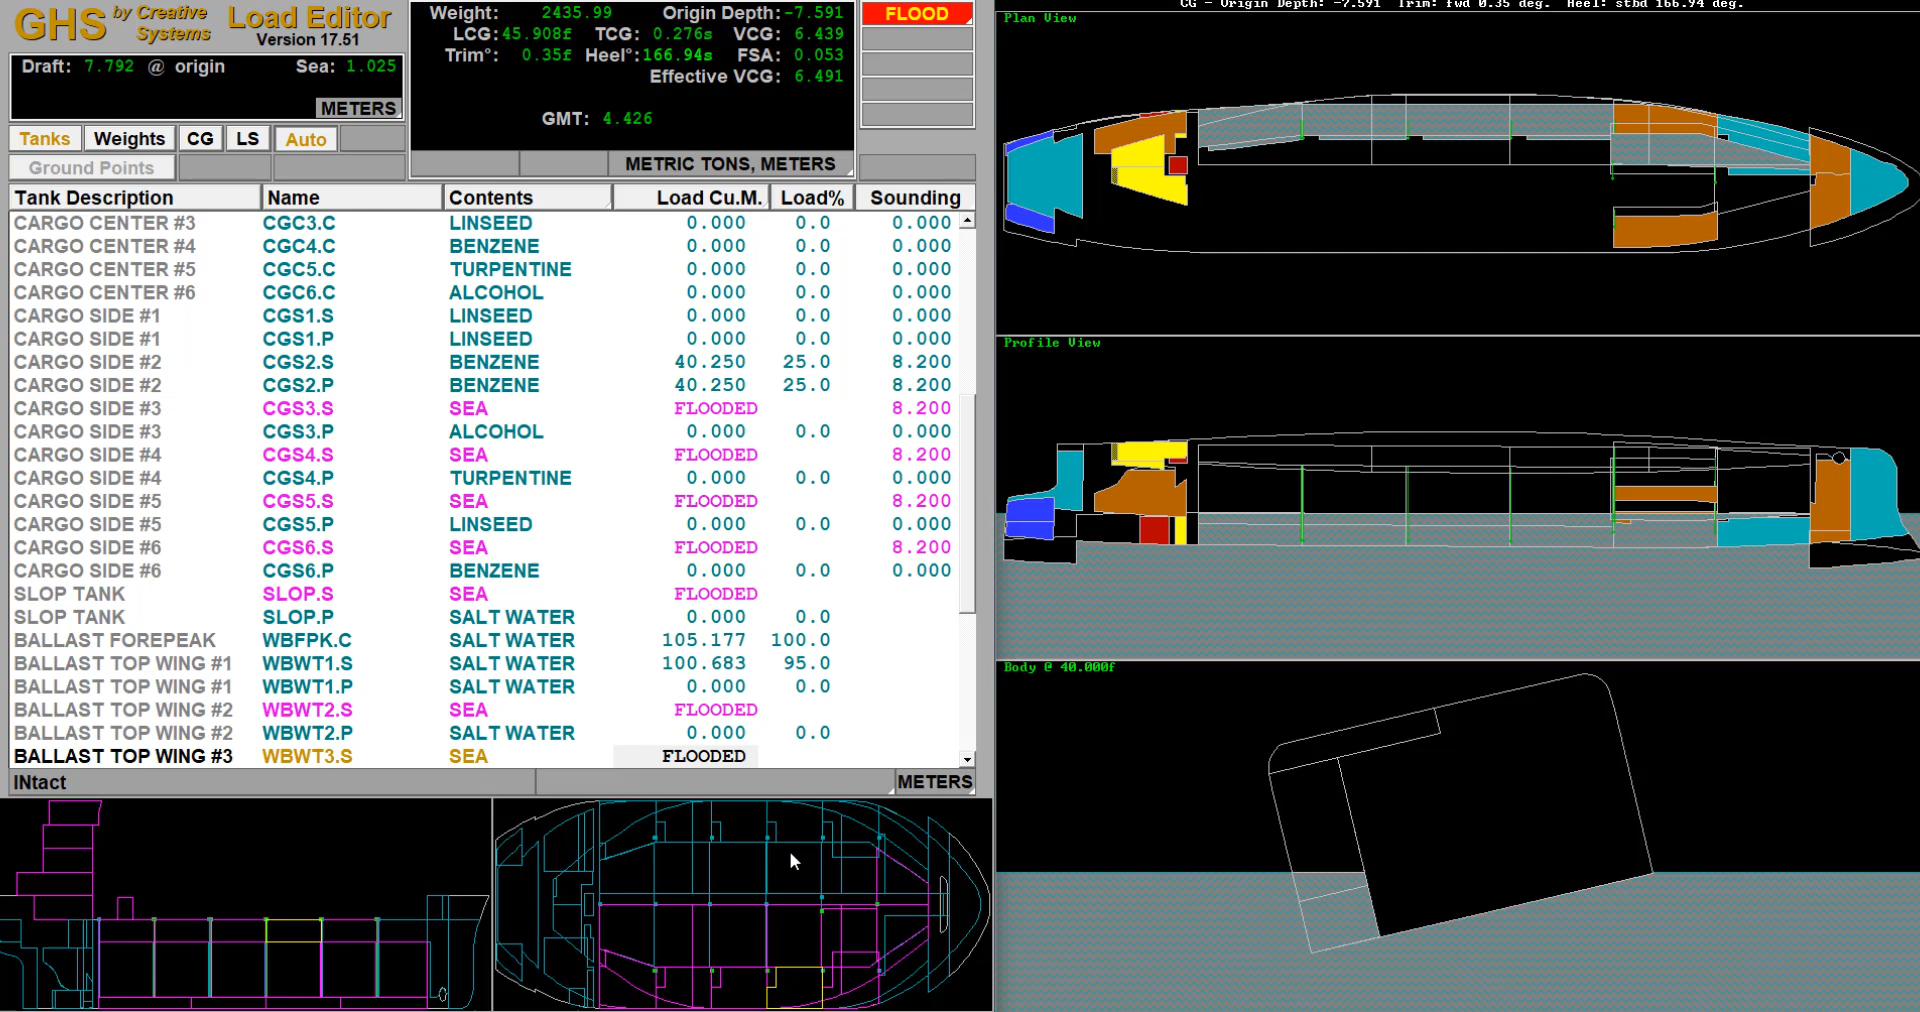 GHS by Creative Systems Load Editor
Version 17.51
Draft: 7.792 @ origin Sea: 1.025
METERS
Tanks Weights CG LS Auto
Ground Points
Weight: 2435.99 Origin Depth:-7.591
LCG:45.908f TCG: 0.276s VCG: 6.439
Trim°: 0.35f Heel°:166.94s FSA: 0.053
Effective VCG: 6.491
GMT: 4.426
METRIC TONS, METERS
FLOOD
Tank Description Name Contents Load Cu.M. Load% Sounding
CARGO CENTER #3 CGC3.C LINSEED 0.000 0.0 0.000
CARGO CENTER #4 CGC4.C BENZENE 0.000 0.0 0.000
CARGO CENTER #5 CGC5.C TURPENTINE 0.000 0.0 0.000
CARGO CENTER #6 CGC6.C ALCOHOL 0.000 0.0 0.000
CARGO SIDE #1 CGS1.S LINSEED 0.000 0.0 0.000
CARGO SIDE #1 CGS1.P LINSEED 0.000 0.0 0.000
CARGO SIDE #2 CGS2.S BENZENE 40.250 25.0 8.200
CARGO SIDE #2 CGS2.P BENZENE 40.250 25.0 8.200
CARGO SIDE #3 CGS3.S SEA FLOODED 8.200
CARGO SIDE #3 CGS3.P ALCOHOL 0.000 0.0 0.000
CARGO SIDE #4 CGS4.S SEA FLOODED 8.200
CARGO SIDE #4 CGS4.P TURPENTINE 0.000 0.0 0.000
CARGO SIDE #5 CGS5.S SEA FLOODED 8.200
CARGO SIDE #5 CGS5.P LINSEED 0.000 0.0 0.000
CARGO SIDE #6 CGS6.S SEA FLOODED 8.200
CARGO SIDE #6 CGS6.P BENZENE 0.000 0.0 0.000
SLOP TANK SLOP.S SEA FLOODED
SLOP TANK SLOP.P SALT WATER 0.000 0.0
BALLAST FOREPEAK WBFPK.C SALT WATER 105.177 100.0
BALLAST TOP WING #1 WBWT1.S SALT WATER 100.683 95.0
BALLAST TOP WING #1 WBWT1.P SALT WATER 0.000 0.0
BALLAST TOP WING #2 WBWT2.S SEA FLOODED
BALLAST TOP WING #2 WBWT2.P SALT WATER 0.000 0.0
BALLAST TOP WING #3 WBWT3.S SEA FLOODED
INtact METERS
CG - Origin Depth: -7.591 Trim: fwd 0.35 deg. Heel: stbd 166.94 deg.
Plan View
Profile View
Body @ 40.000f